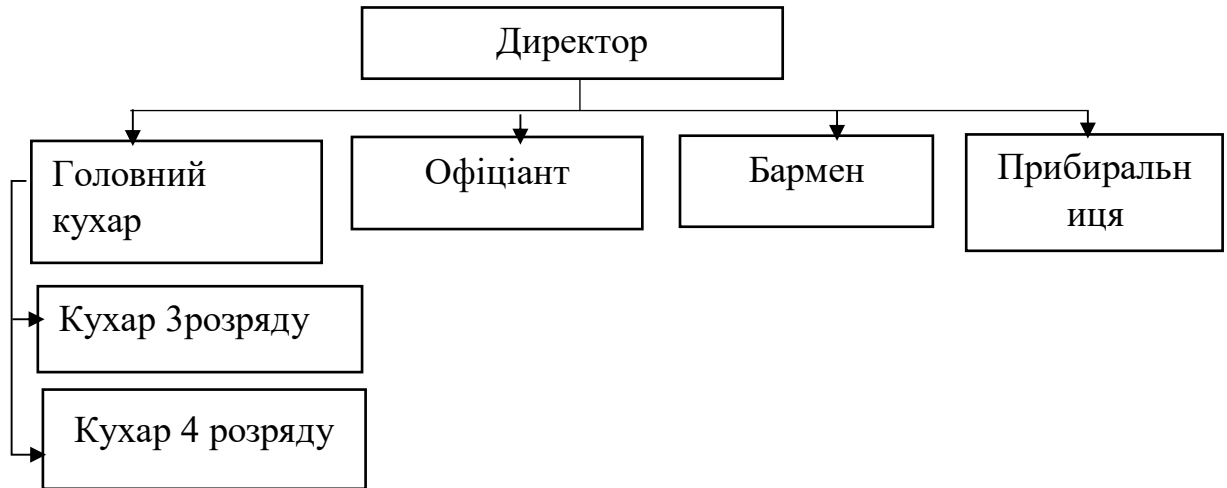 Директор
Головний
кухар
Офіціант
Бармен
Прибиральн
иця
Кухар 3розряду
Кухар 4 розряду